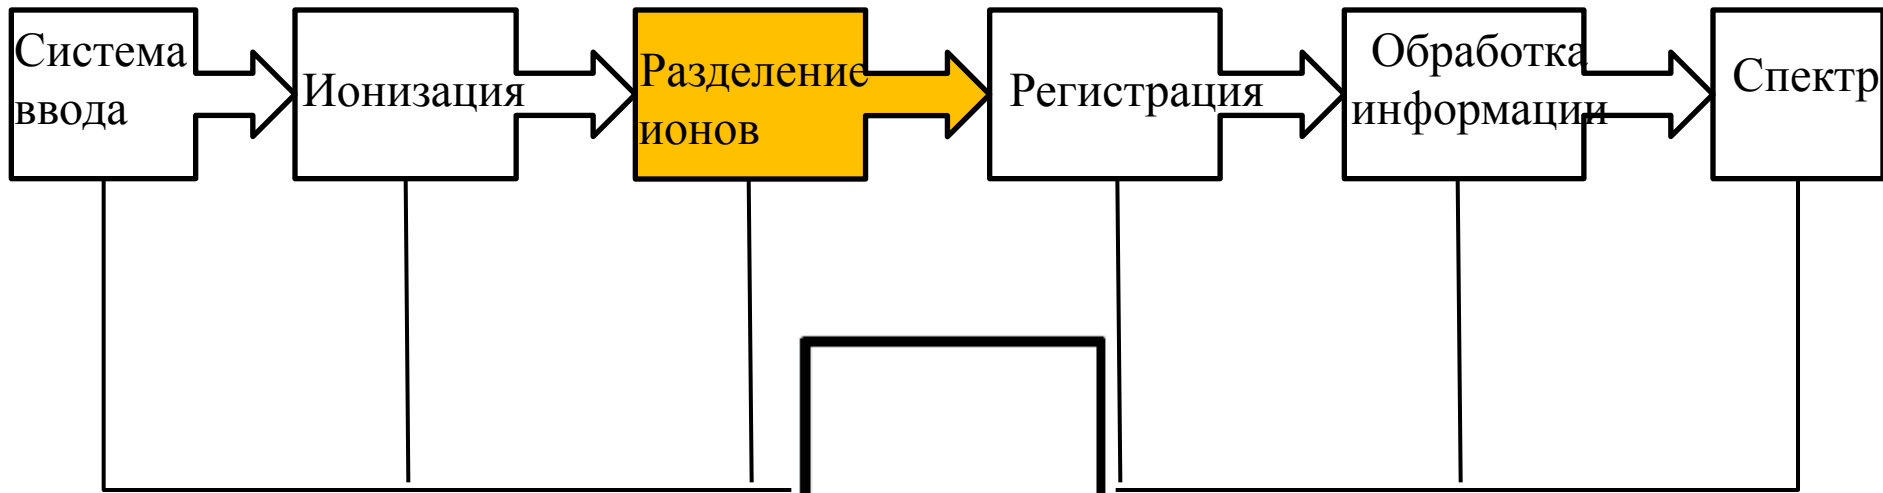 Система
ввода
Ионизация
Разделение
ионов
Регистрация
Обработка
информации
Спектр